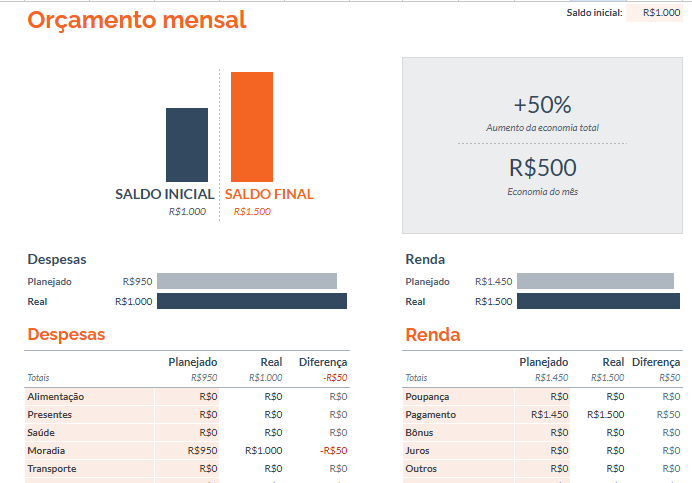 Orçamento mensal
Saldo inicial: R$1.000
+50%
Aumento da economia total
R$500
Economia do mês
SALDO INICIAL SALDO FINAL
R$1.000 R$1.500
Despesas
Planejado R$950
Real R$1.000
Renda
Planejado R$1.450
Real R$1.500
Despesas
Planejado Real Diferença
Totais R$950 R$1.000 -R$50
Alimentação R$0 R$0 R$0
Presentes R$0 R$0 R$0
Saúde R$0 R$0 R$0
Moradia R$950 R$1.000 -R$50
Transporte R$0 R$0 R$0
Renda
Planejado Real Diferença
Totais R$1.450 R$1.500 R$50
Poupança R$0 R$0 R$0
Pagamento R$1.450 R$1.500 R$50
Bônus R$0 R$0 R$0
Juros R$0 R$0 R$0
Outros R$0 R$0 R$0